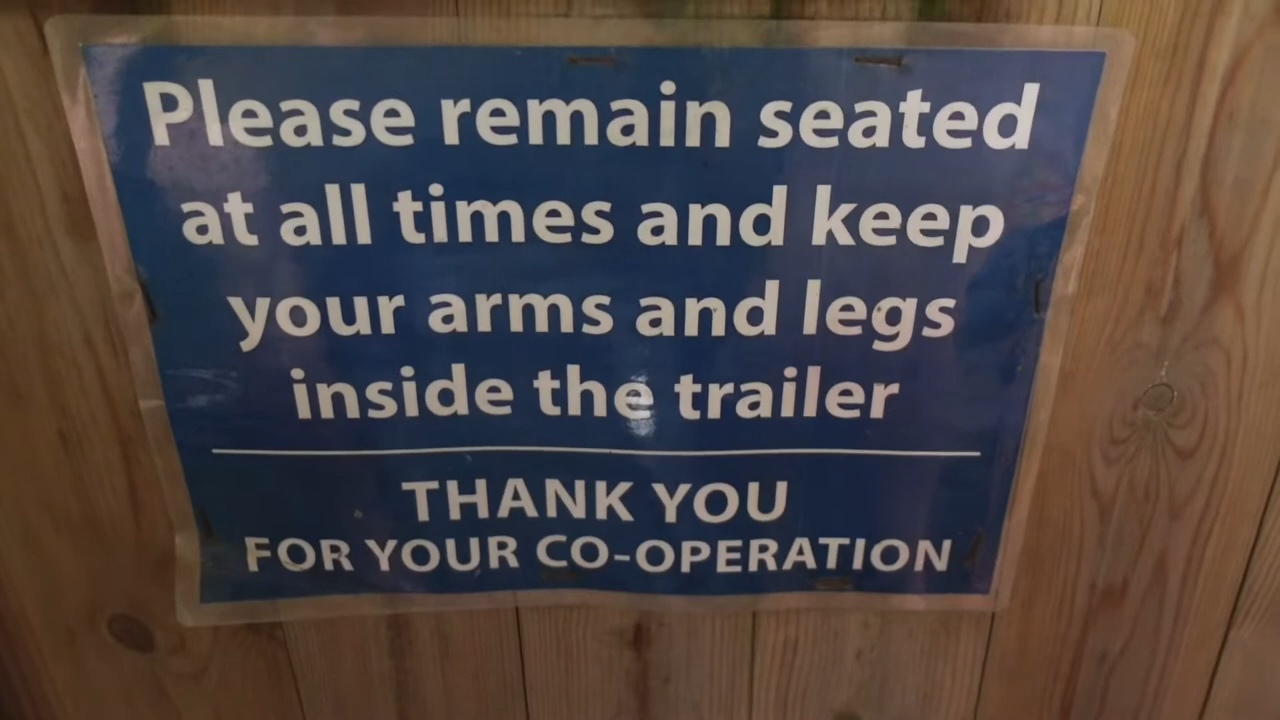 Please remain seated
at all times and keep
your arms and legs
inside the trailer
THANK YOU
FOR YOUR CO-OPERATION